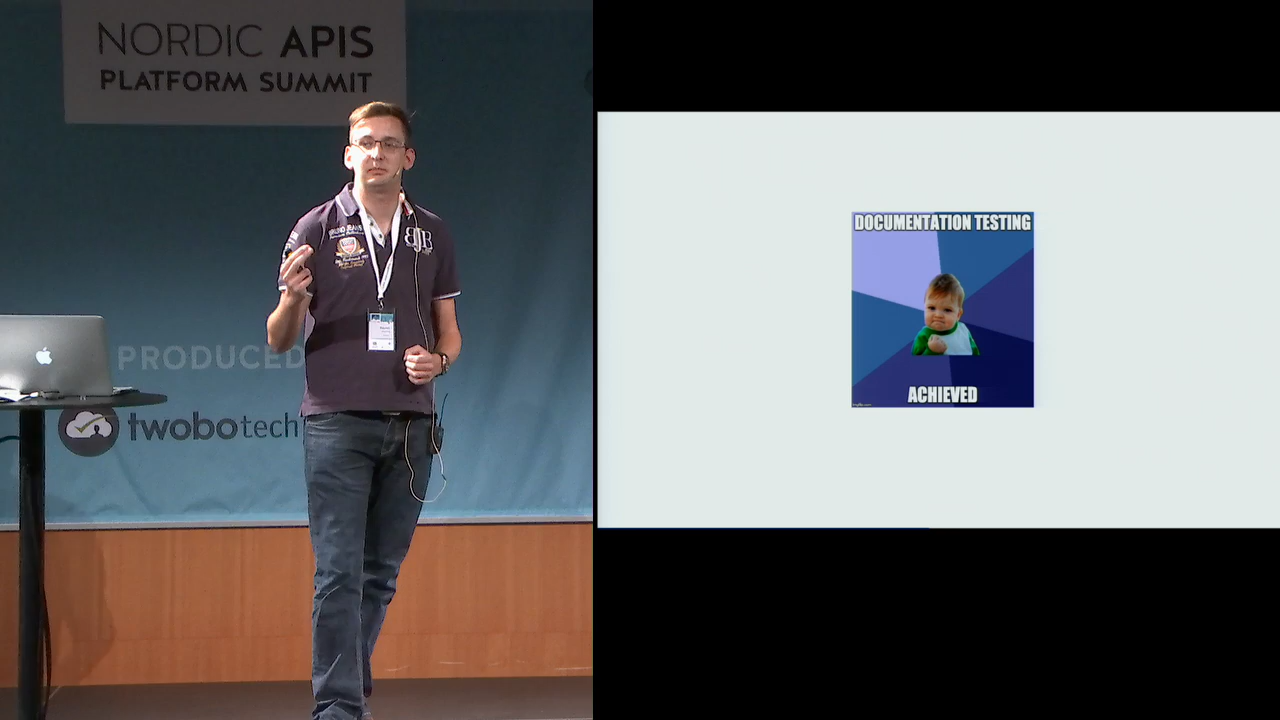 NORDIC APIS
PLATFORM SUMMIT
PRODUCED
twobotech
DOCUMENTATION TESTING
ACHIEVED